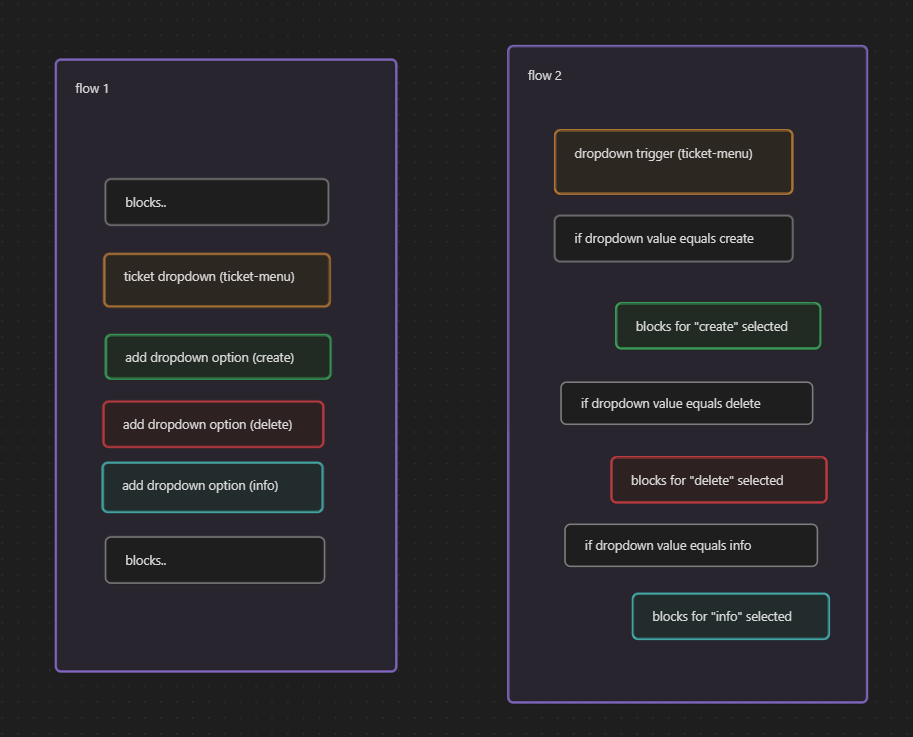 flow 1
blocks..
ticket dropdown (ticket-menu)
add dropdown option (create)
add dropdown option (delete)
add dropdown option (info)
blocks..
flow 2
dropdown trigger (ticket-menu)
if dropdown value equals create
blocks for "create" selected
if dropdown value equals delete
blocks for "delete" selected
if dropdown value equals info
blocks for "info" selected